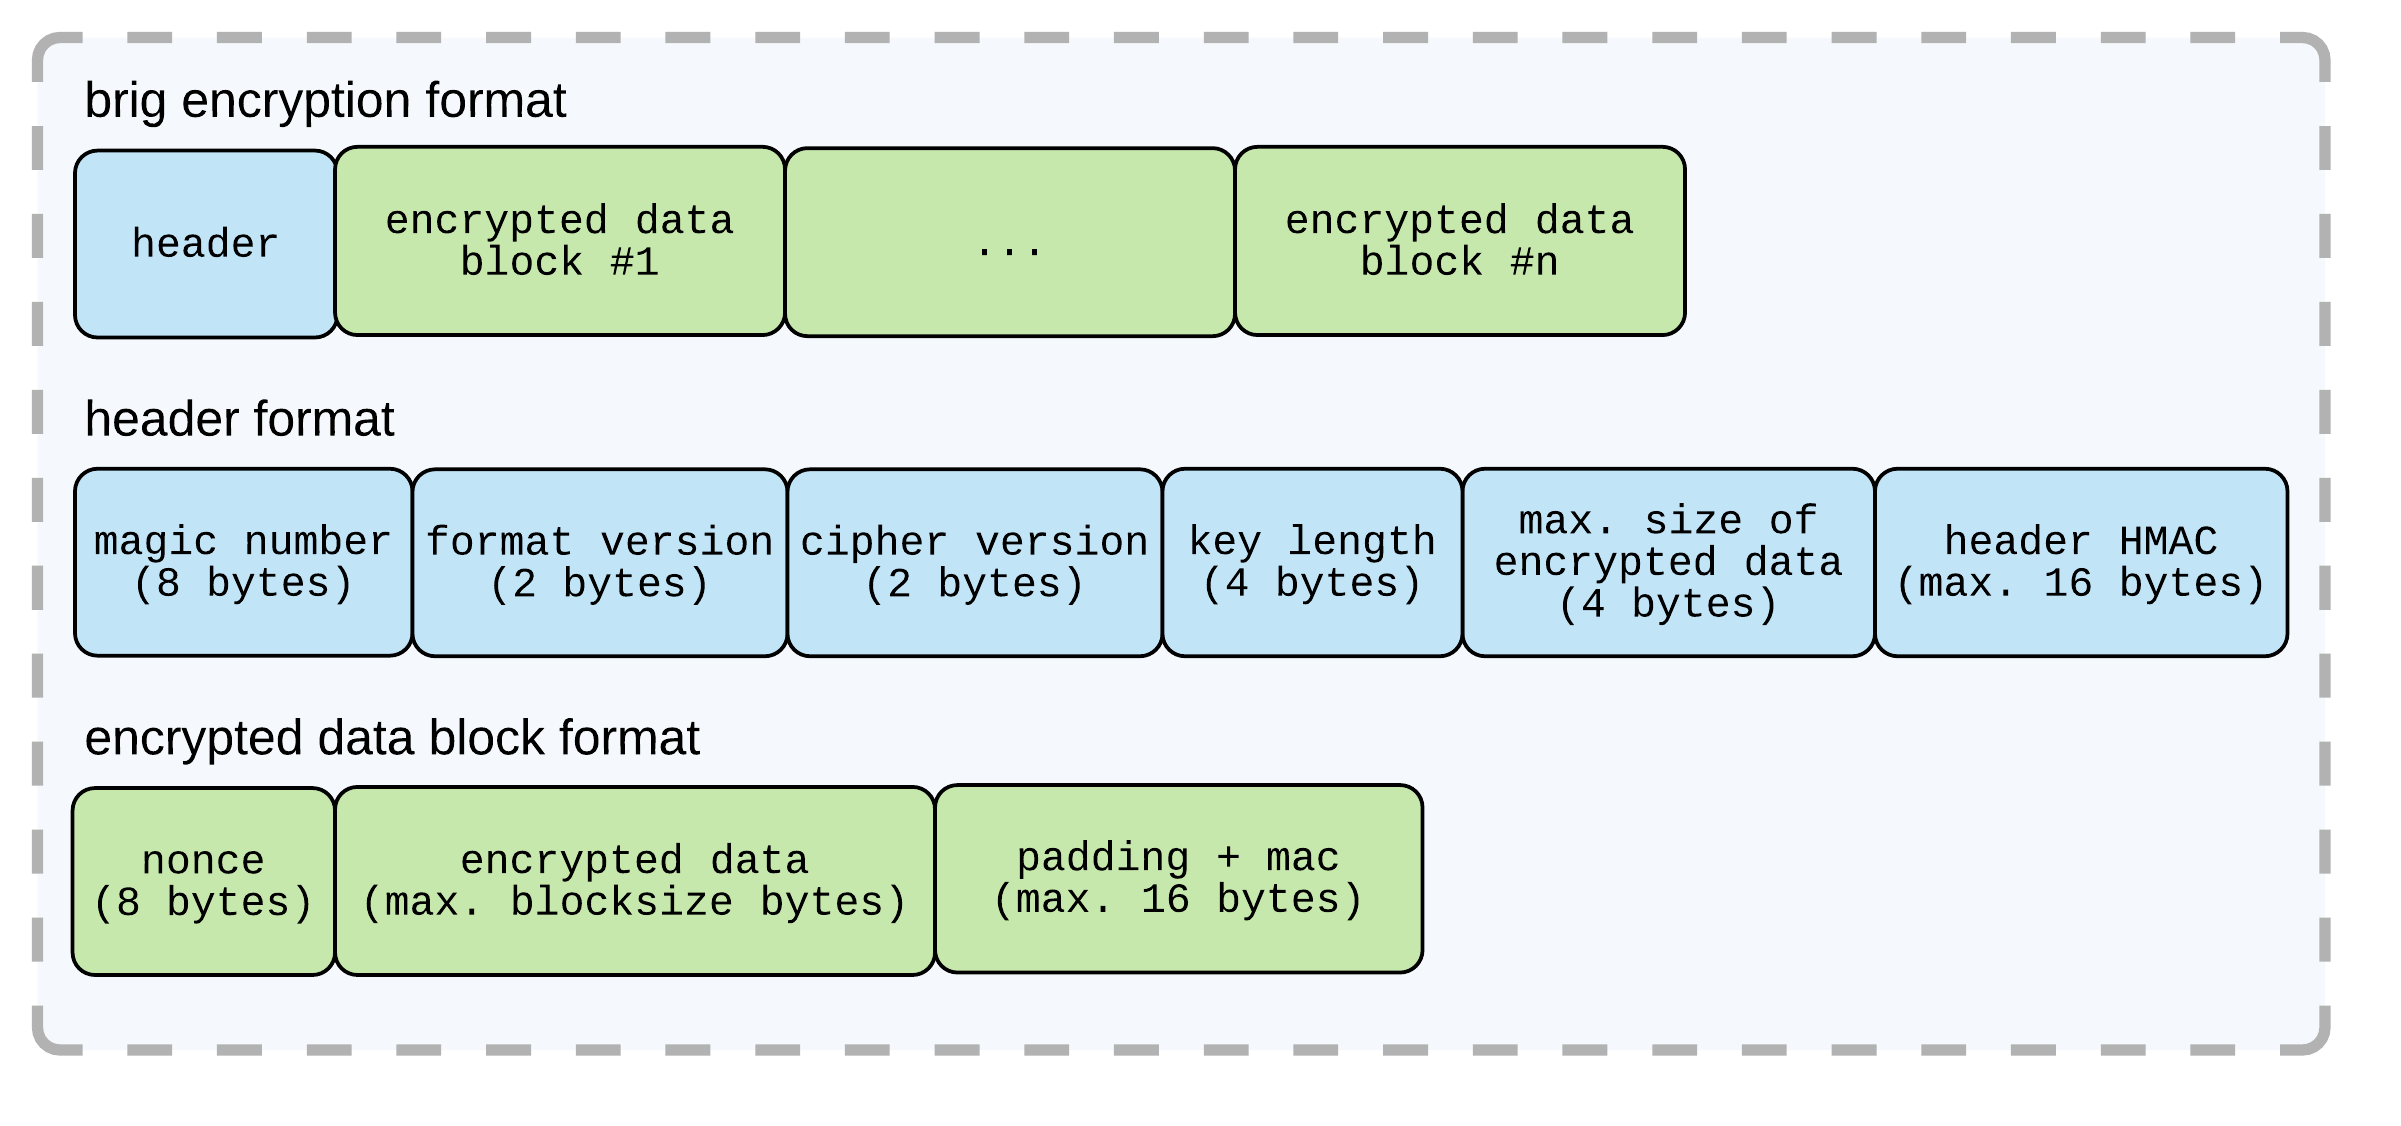 brig encryption format
header
encrypted data
block #1
...
encrypted data
block #n
header format
magic number
(8 bytes)
format version
(2 bytes)
cipher version
(2 bytes)
key length
(4 bytes)
max. size of
encrypted data
(4 bytes)
header HMAC
(max. 16 bytes)
encrypted data block format
nonce
(8 bytes)
encrypted data
(max. blocksize bytes)
padding + mac
(max. 16 bytes)